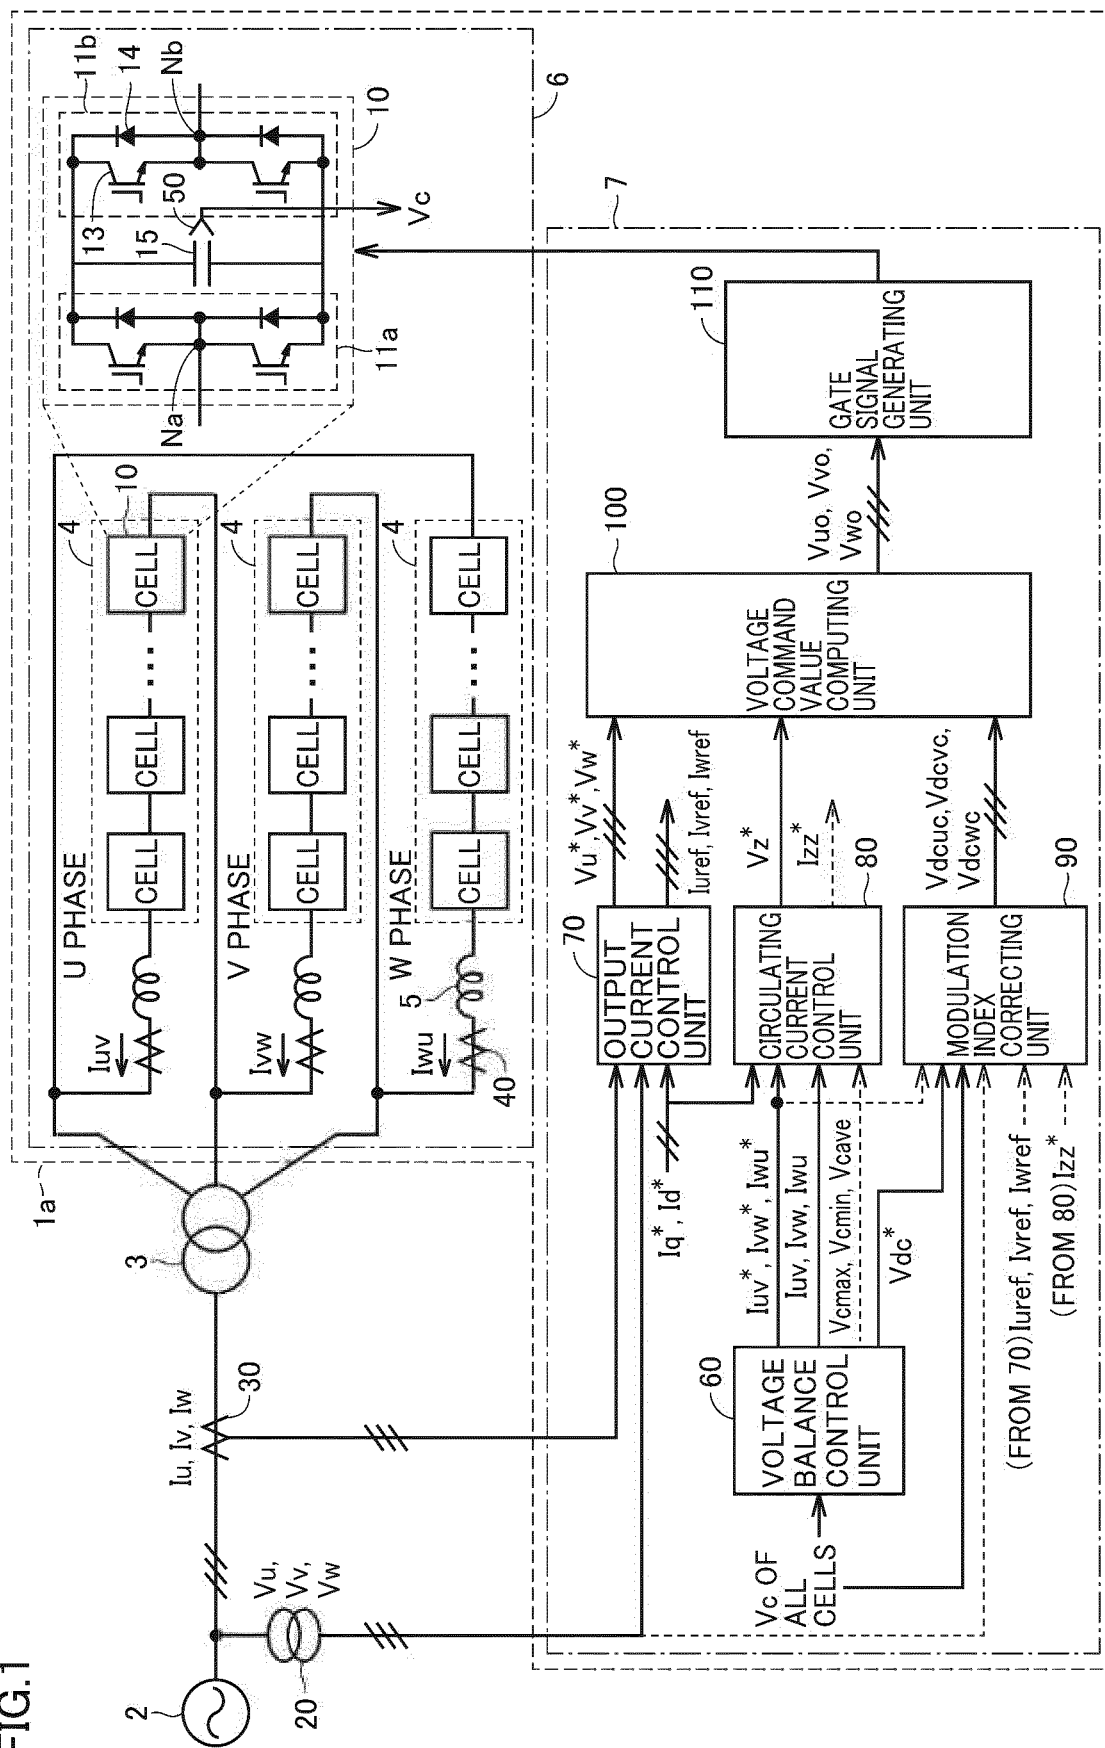 FIG.1
2
20
Vu,
Vv,
Vw
Iu, Iv, Iw
30
3
1a
U PHASE
Iuv
CELL
CELL
CELL
4
10
V PHASE
Ivw
CELL
CELL
CELL
4
W PHASE
Iwu
40
5
CELL
CELL
CELL
4
Na
11a
13
15
50
11b
14
Nb
10
Vc
6
7
Vc OF
ALL
CELLS
60
VOLTAGE
BALANCE
CONTROL
UNIT
Iq*, Id*
Iuv*, Ivw*, Iwu*
Iuv, Ivw, Iwu
Vcmax, Vcmin, Vcave
Vdc*
(FROM 70)Iuref, Ivref, Iwref
(FROM 80)Izz*
70
OUTPUT
CURRENT
CONTROL
UNIT
80
CIRCULATING
CURRENT
CONTROL
UNIT
90
MODULATION
INDEX
CORRECTING
UNIT
Vu*,Vv*,Vw*
Iuref, Ivref, Iwref
Vz*
Izz*
Vdcuc,Vdcvc,
Vdcwc
100
VOLTAGE
COMMAND
VALUE
COMPUTING
UNIT
Vuo, Vvo,
Vwo
110
GATE
SIGNAL
GENERATING
UNIT